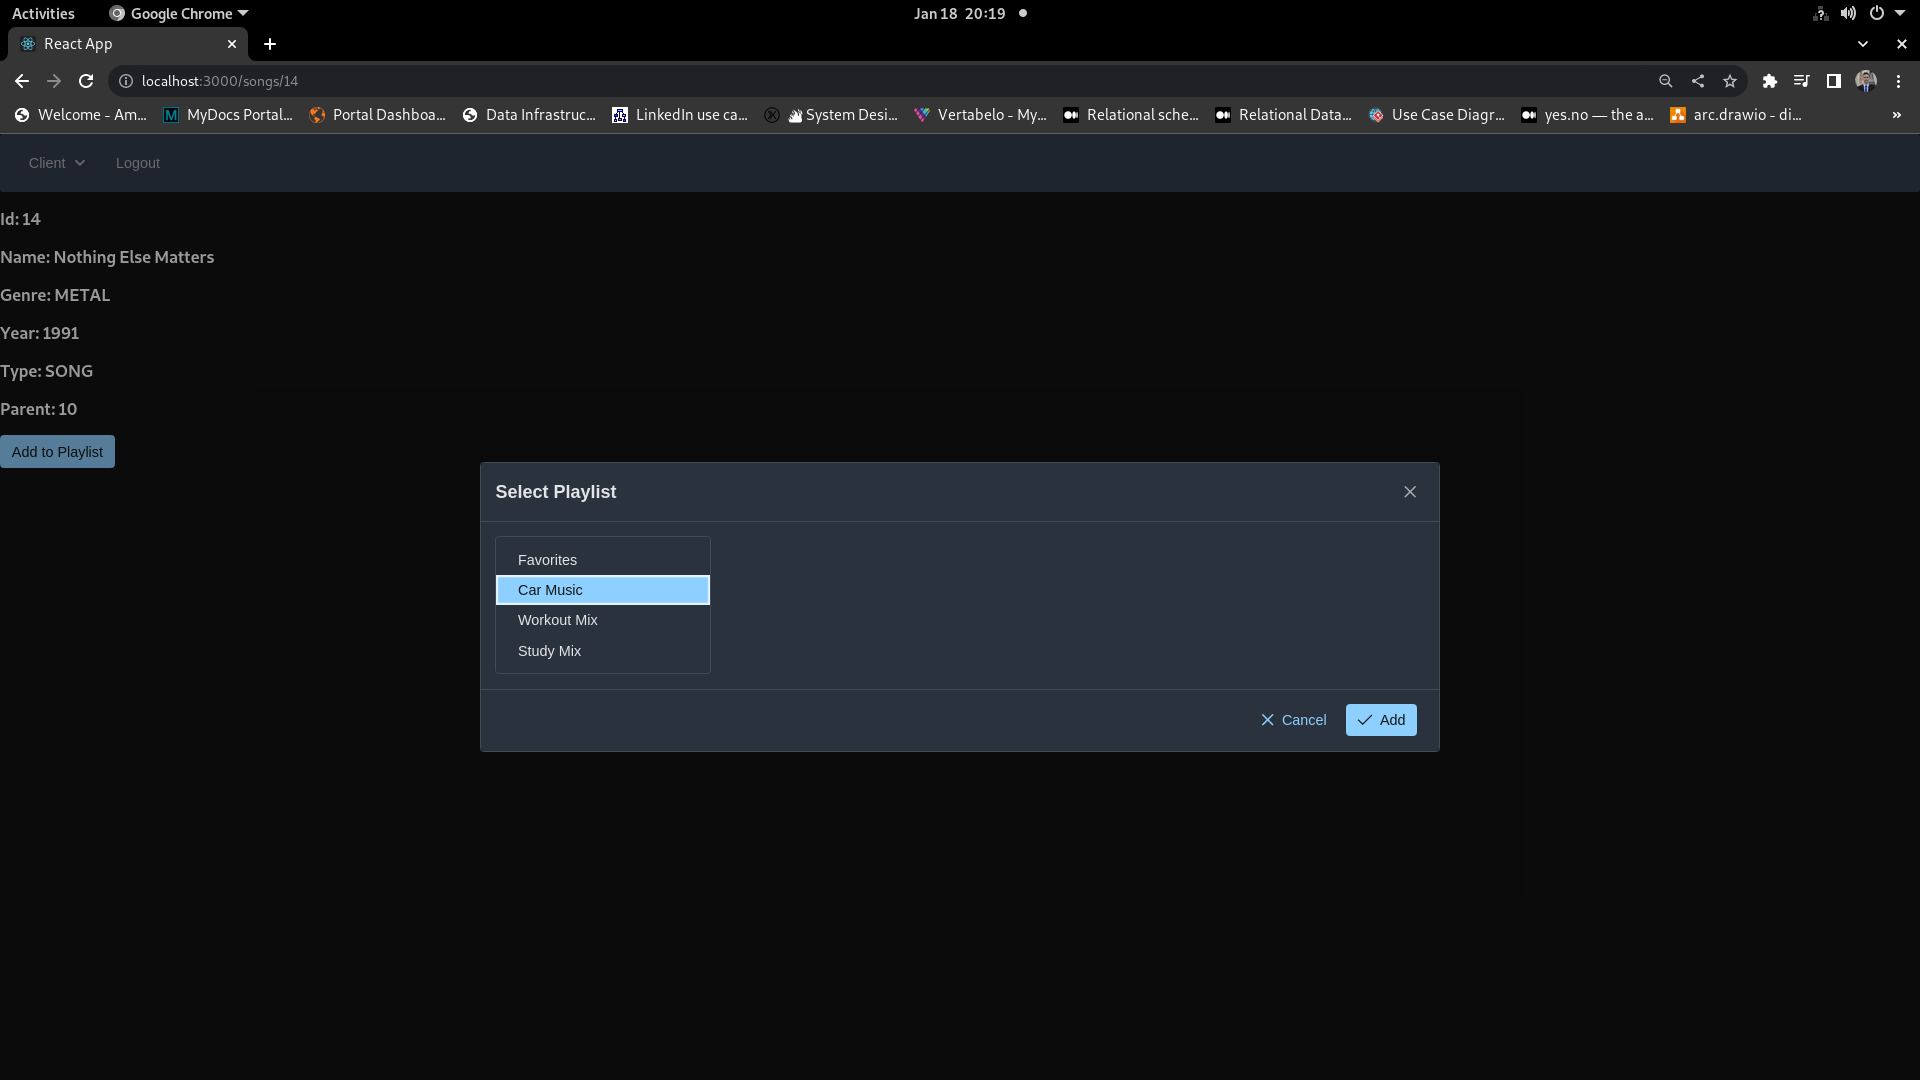 Activities Google Chrome Jan 18 20:19
React App
localhost:3000/songs/14
Welcome - Am... MyDocs Portal... Portal Dashboa... Data Infrastruc... LinkedIn use ca... System Desi... Vertabelo - My... Relational sche... Relational Data... Use Case Diagr... yes.no — the a... arc.drawio - di... »
Client Logout
Id: 14
Name: Nothing Else Matters
Genre: METAL
Year: 1991
Type: SONG
Parent: 10
Add to Playlist
Select Playlist
Favorites
Car Music
Workout Mix
Study Mix
Cancel Add